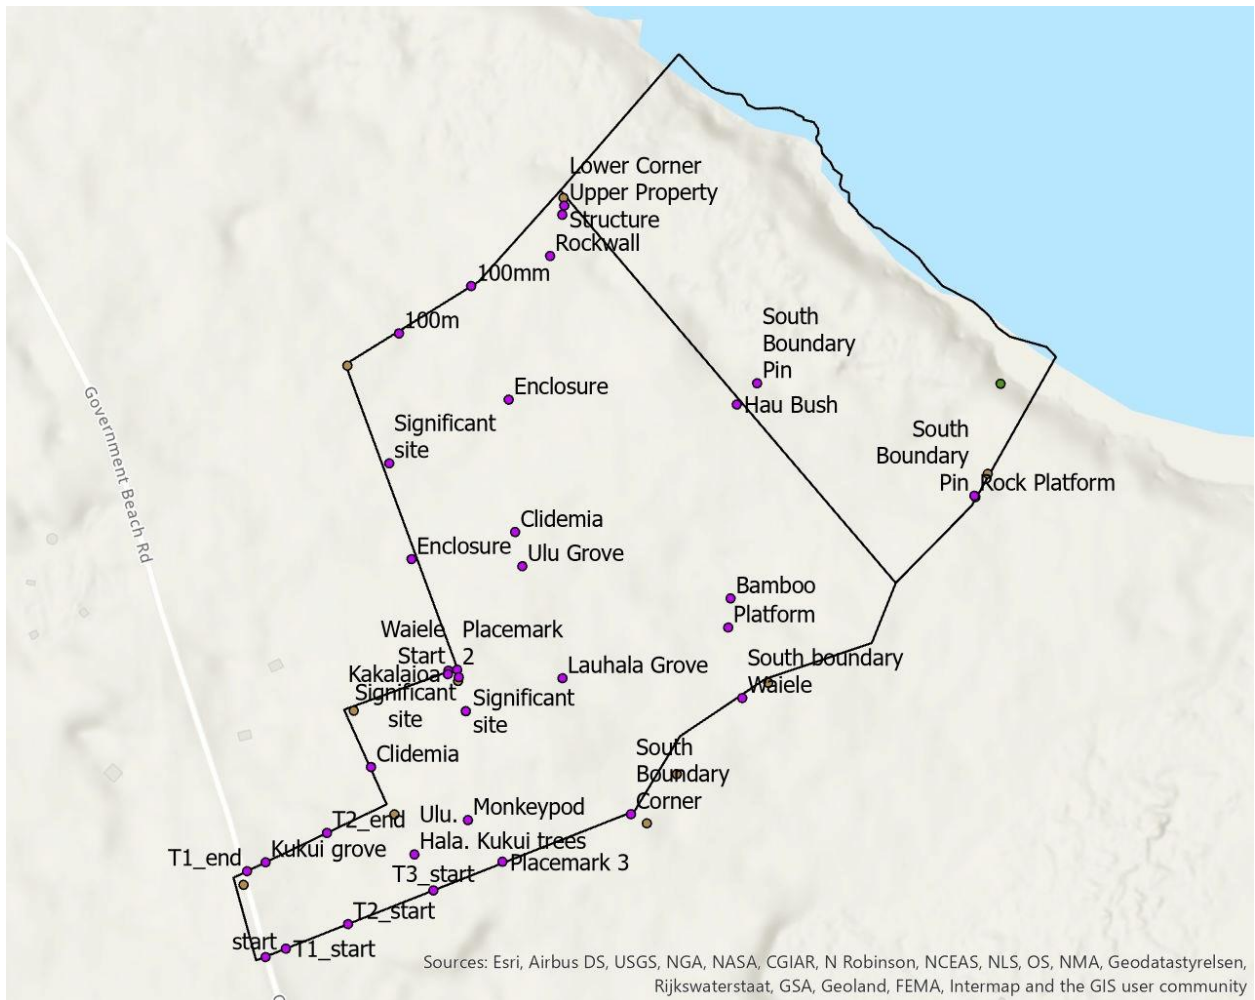 Lower Corner
Upper Property
Structure
Rockwall
100mm
100m
South
Boundary
Pin
Hau Bush
Enclosure
Significant
site
South
Boundary
Pin
Rock Platform
Government Beach Rd
Clidemia
Enclosure
Ulu Grove
Bamboo
Platform
Waiele
Start
Placemark
2
Kakalaioa
Lauhala Grove
South boundary
Waiele
Significant
site
Significant
site
Clidemia
South
Boundary
Corner
Ulu.
Monkeypod
T2_end
Hala. Kukui trees
Kukui grove
T1_end
Placemark 3
T3_start
T2_start
start
T1_start
Sources: Esri, Airbus DS, USGS, NGA, NASA, CGIAR, N Robinson, NCEAS, NLS, OS, NMA, Geodatastyrelsen,
Rijkswaterstaat, GSA, Geoland, FEMA, Intermap and the GIS user community